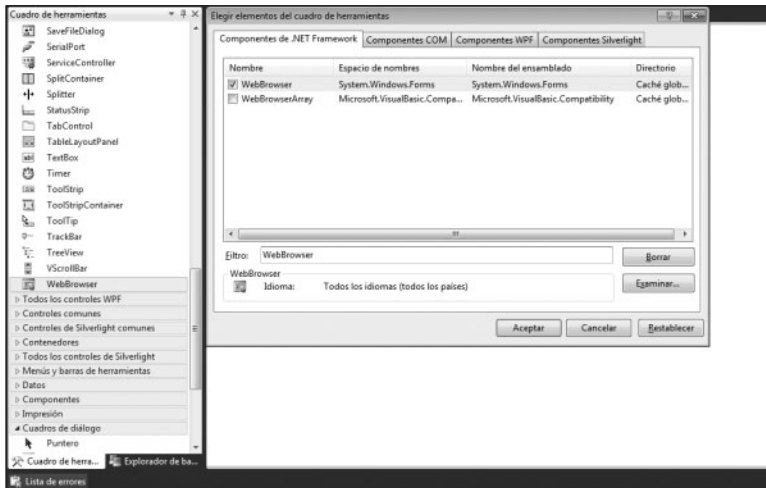 Cuadro de herramientas
SaveFileDialog
SerialPort
ServiceController
SplitContainer
Splitter
StatusStrip
TabControl
TableLayoutPanel
TextBox
Timer
ToolStrip
ToolStripContainer
ToolTip
TrackBar
TreeView
VScrollBar
WebBrowser
Todos los controles WPF
Controles comunes
Controles de Silverlight comunes
Contenedores
Todos los controles de Silverlight
Menús y barras de herramientas
Datos
Componentes
Impresión
Cuadros de diálogo
Puntero
Cuadro de herra... Explorador de ba...
Lista de errores
Elegir elementos del cuadro de herramientas
Componentes de .NET Framework Componentes COM Componentes WPF Componentes Silverlight
Nombre Espacio de nombres Nombre del ensamblado Directorio
WebBrowser System.Windows.Forms System.Windows.Forms Caché glob...
WebBrowserArray Microsoft.VisualBasic.Compa... Microsoft.VisualBasic.Compatibility Caché glob...
Filtro: WebBrowser Borrar
WebBrowser
Idioma: Todos los idiomas (todos los países) Examinar...
Aceptar Cancelar Restablecer